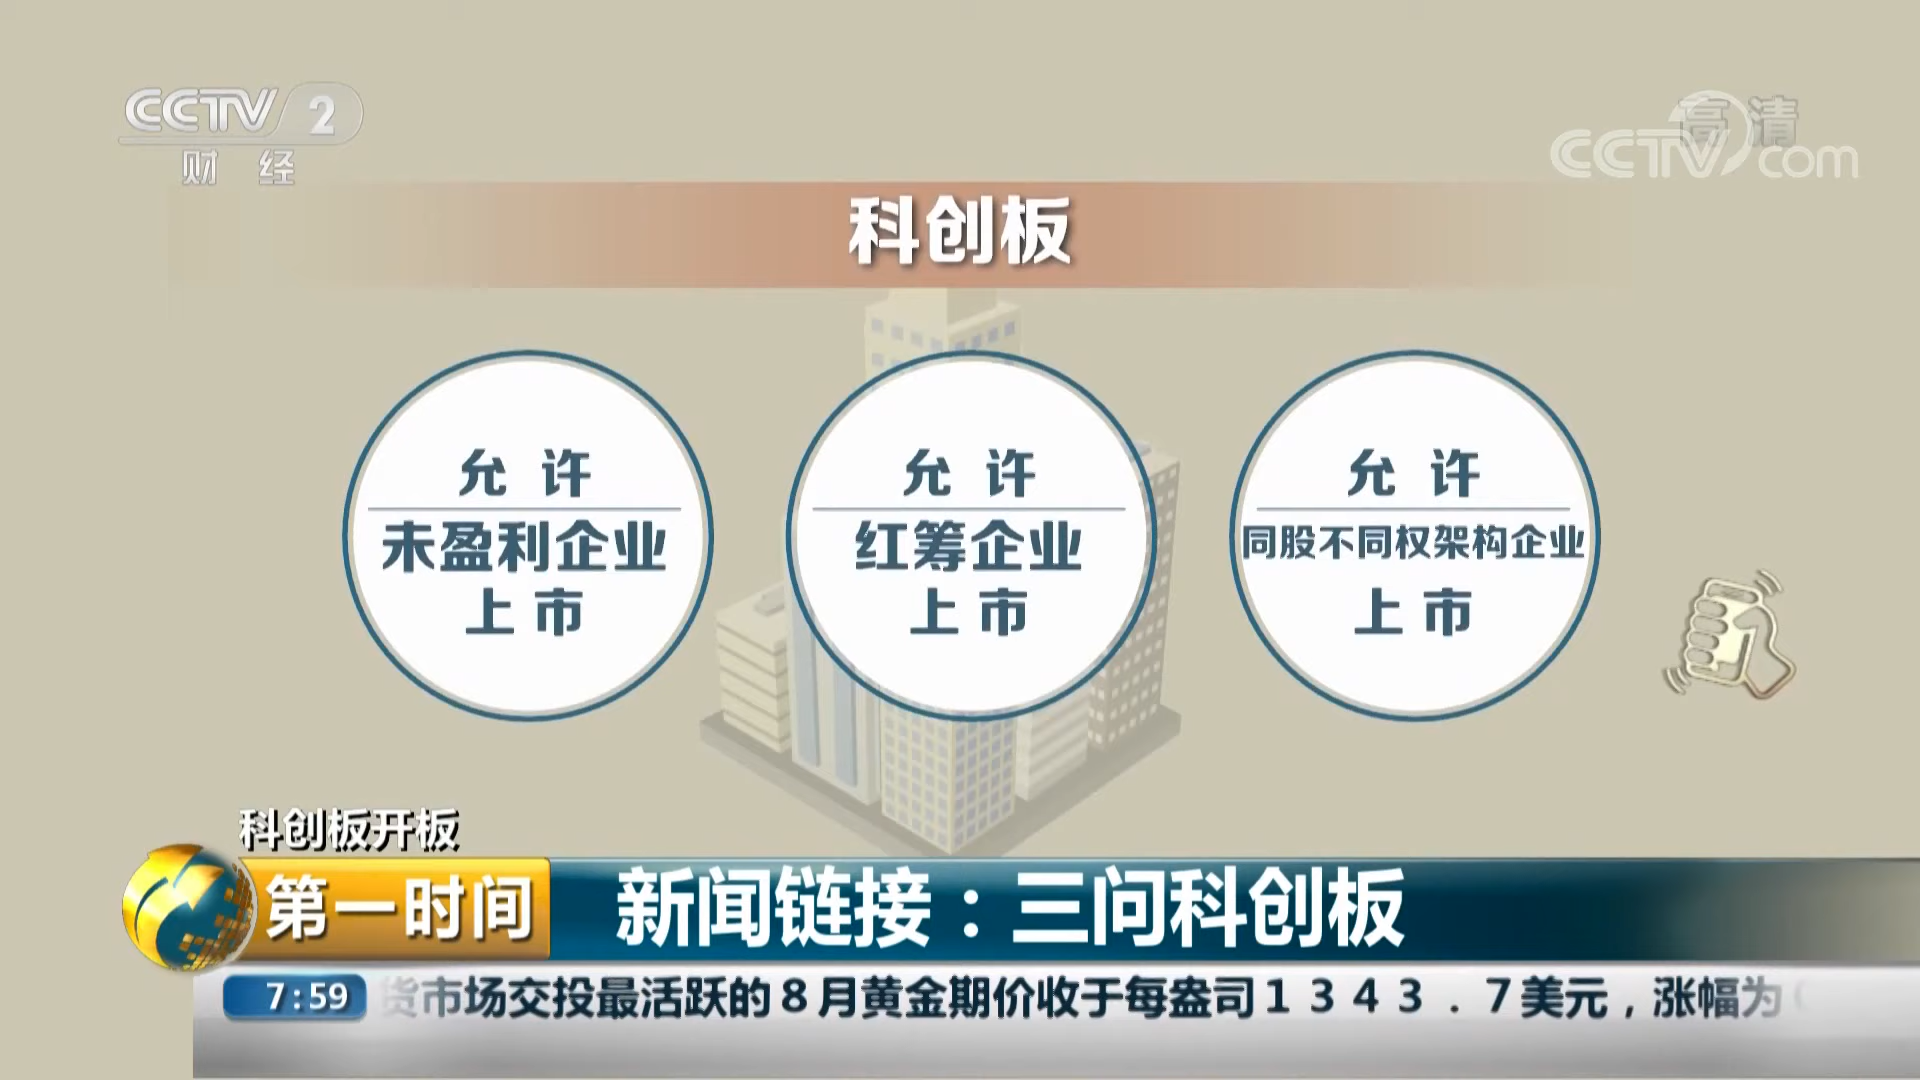 CCTV 2
财 经
高清
CCTV com
科创板
允 许
未盈利企业
上 市
允 许
红筹企业
上 市
允 许
同股不同权架构企业
上 市
科创板开板
第一时间
新闻链接：三问科创板
7:59
货市场交投最活跃的8月黄金期价收于每盎司1343.7美元，涨幅为